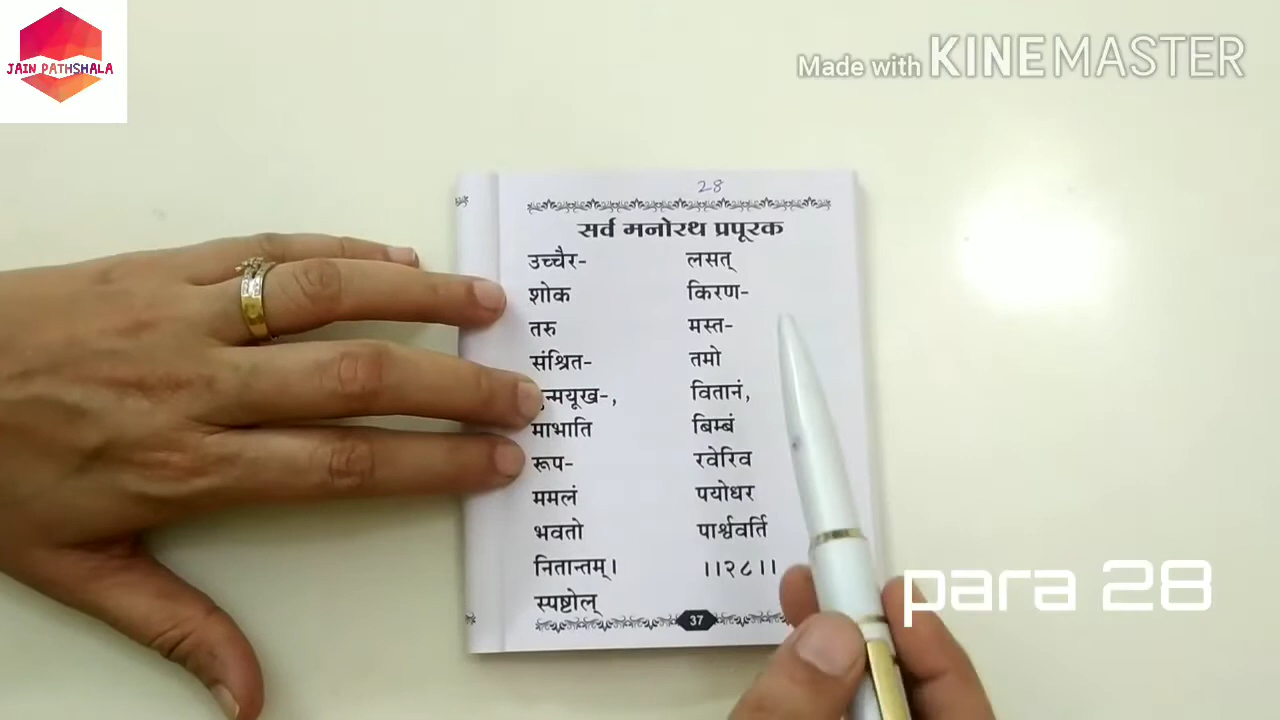 JAIN PATHSHALA
Made with KINEMASTER
28
सर्व मनोरथ प्रपूरक
उच्चैर-
शोक
तरु
संश्रित-
माभाति
रूप-
ममलं
भवतो
नितान्तम्।
स्पष्टोल्
लसत्
किरण-
मस्त-
तमो
वितानं,
बिम्बं
रवेरिव
पयोधर
पार्श्ववर्ति
।।२८।।
37
para 28